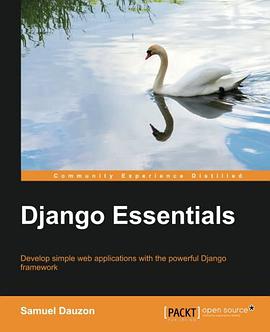 Community Experience Distilled
Django Essentials
Develop simple web applications with the powerful Django
framework
Samuel Dauzon
[PACKT] open source*
PUBLISHING